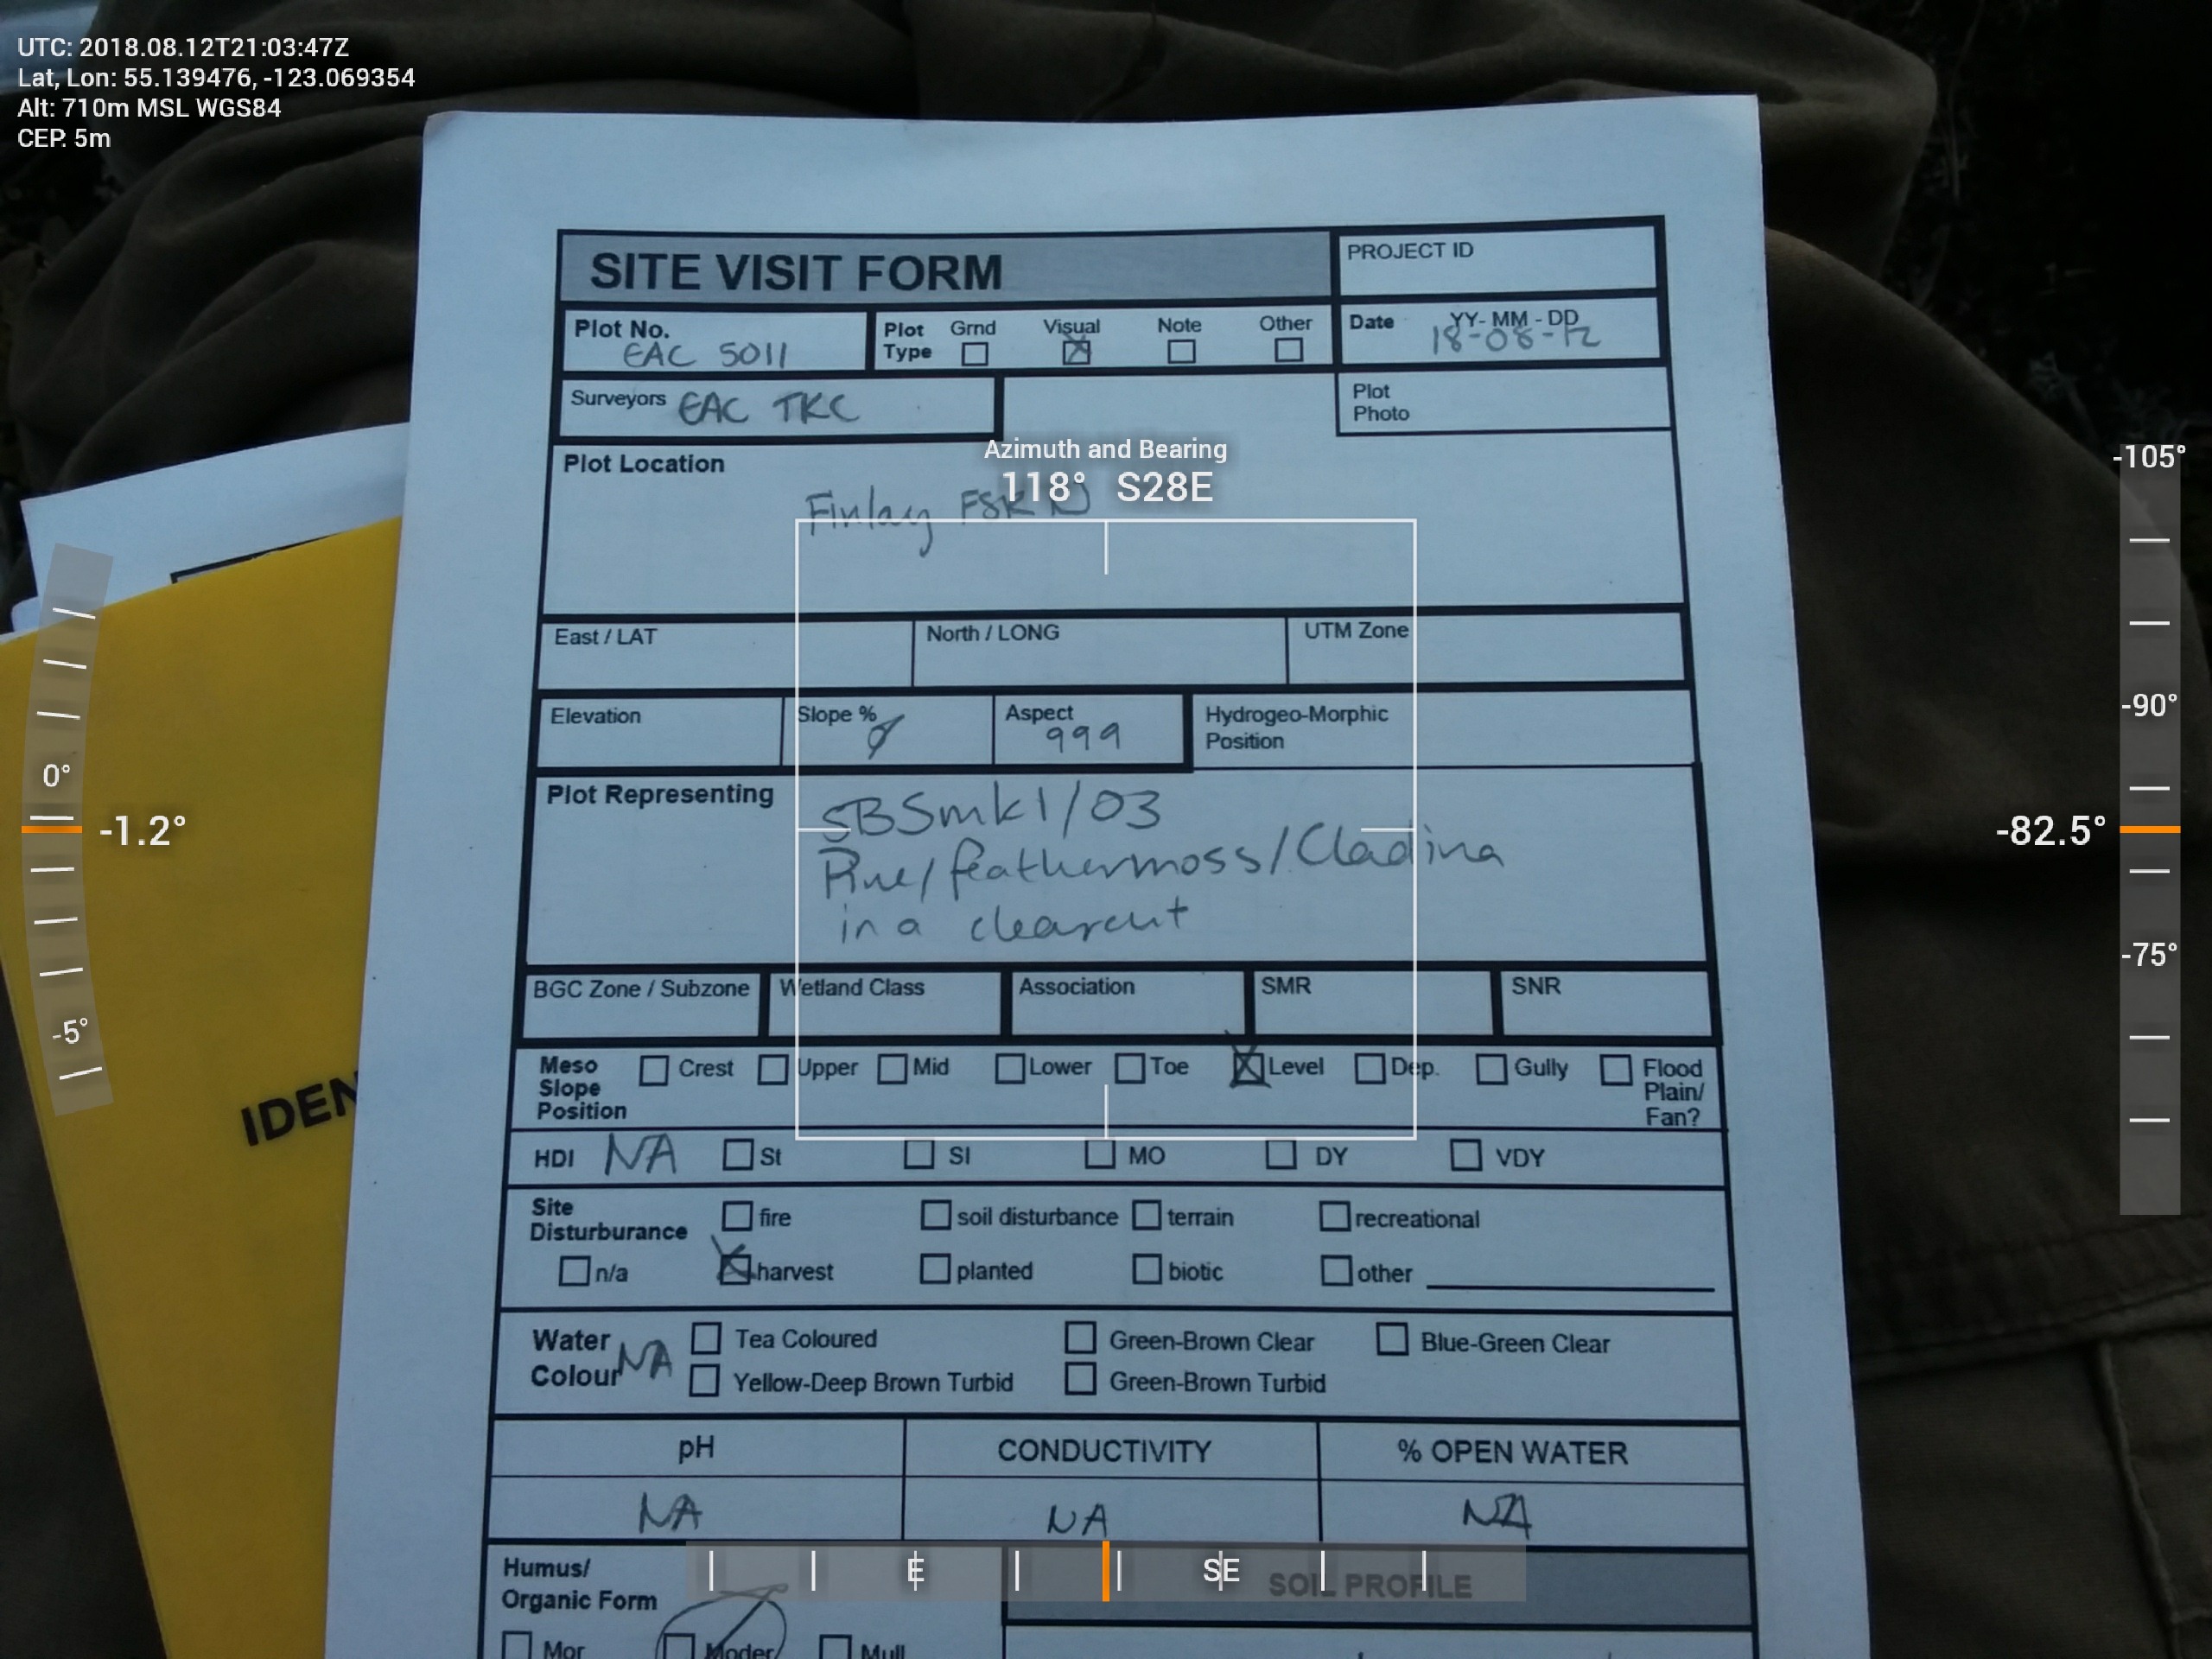 UTC: 2018.08.12T21:03:47Z
Lat, Lon: 55.139476, -123.069354
Alt: 710m MSL WGS84
CEP: 5m
SITE VISIT FORM
PROJECT ID
Plot No. EAC 5011
Plot Type Grnd Visual Note Other
Date YY- MM - DD
18-08-12
Surveyors EAC TKC
Plot Photo
Azimuth and Bearing
118° S28E
Plot Location
Finlay FSR N
East / LAT North / LONG UTM Zone
Elevation Slope % Ø Aspect 999 Hydrogeo-Morphic Position
Plot Representing
SBSmk1/03
Pine/feathermoss/Cladina
in a clearcut
BGC Zone / Subzone Wetland Class Association SMR SNR
Meso Slope Position Crest Upper Mid Lower Toe Level Dep. Gully Flood Plain/ Fan?
HDI NA St SI MO DY VDY
Site Disturburance fire soil disturbance terrain recreational
n/a harvest planted biotic other
Water Colour NA Tea Coloured Green-Brown Clear Blue-Green Clear
Yellow-Deep Brown Turbid Green-Brown Turbid
pH CONDUCTIVITY % OPEN WATER
NA NA NA
Humus/ Organic Form
SOIL PROFILE
Mor Moder Mull
IDEN
0°
-1.2°
-5°
-105°
-90°
-82.5°
-75°
E SE